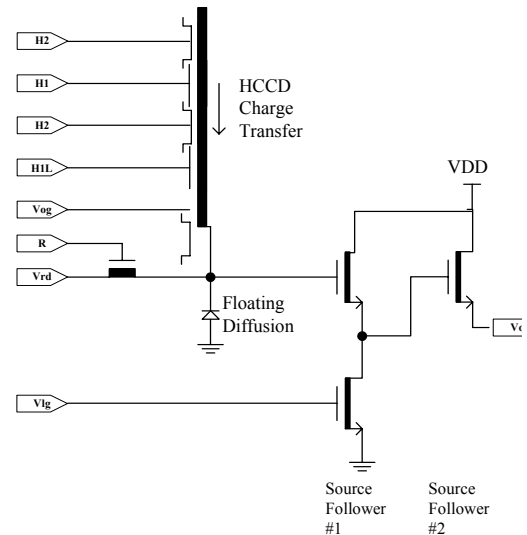 H2
H1
H2
H1L
Vog
R
Vrd
Vlg
HCCD
Charge
Transfer
VDD
Floating
Diffusion
Source
Follower
#1
Source
Follower
#2